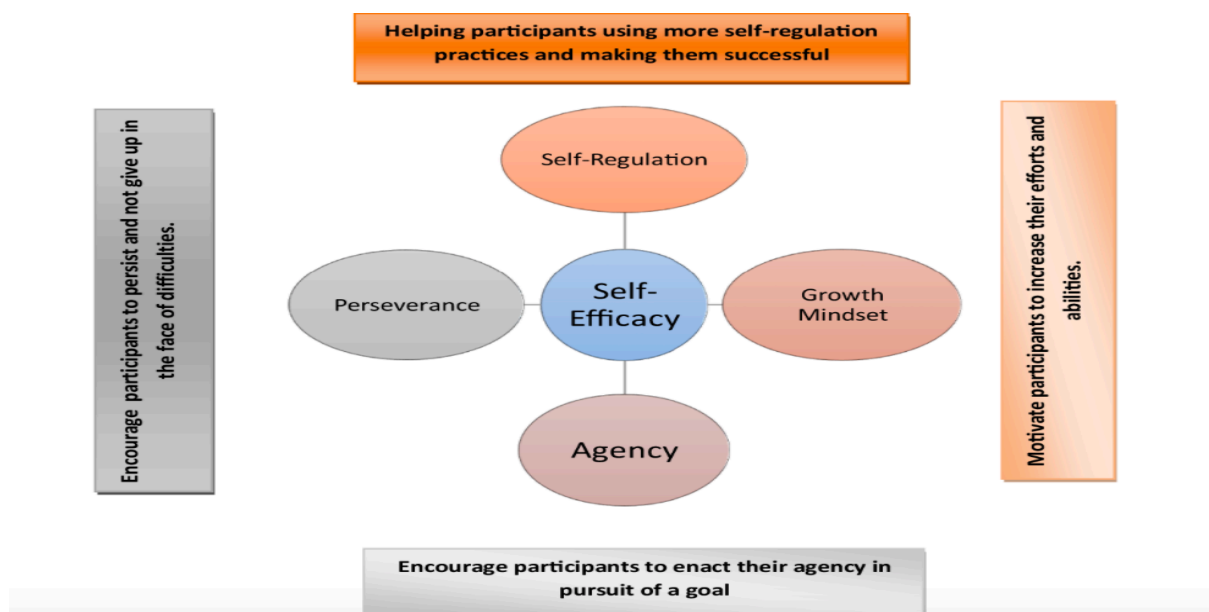 Helping participants using more self-regulation
practices and making them successful
Encourage participants to persist and not give up in
the face of difficulties.
Self-Regulation
Perseverance
Self-
Efficacy
Growth
Mindset
Agency
Motivate participants to increase their efforts and
abilities.
Encourage participants to enact their agency in
pursuit of a goal